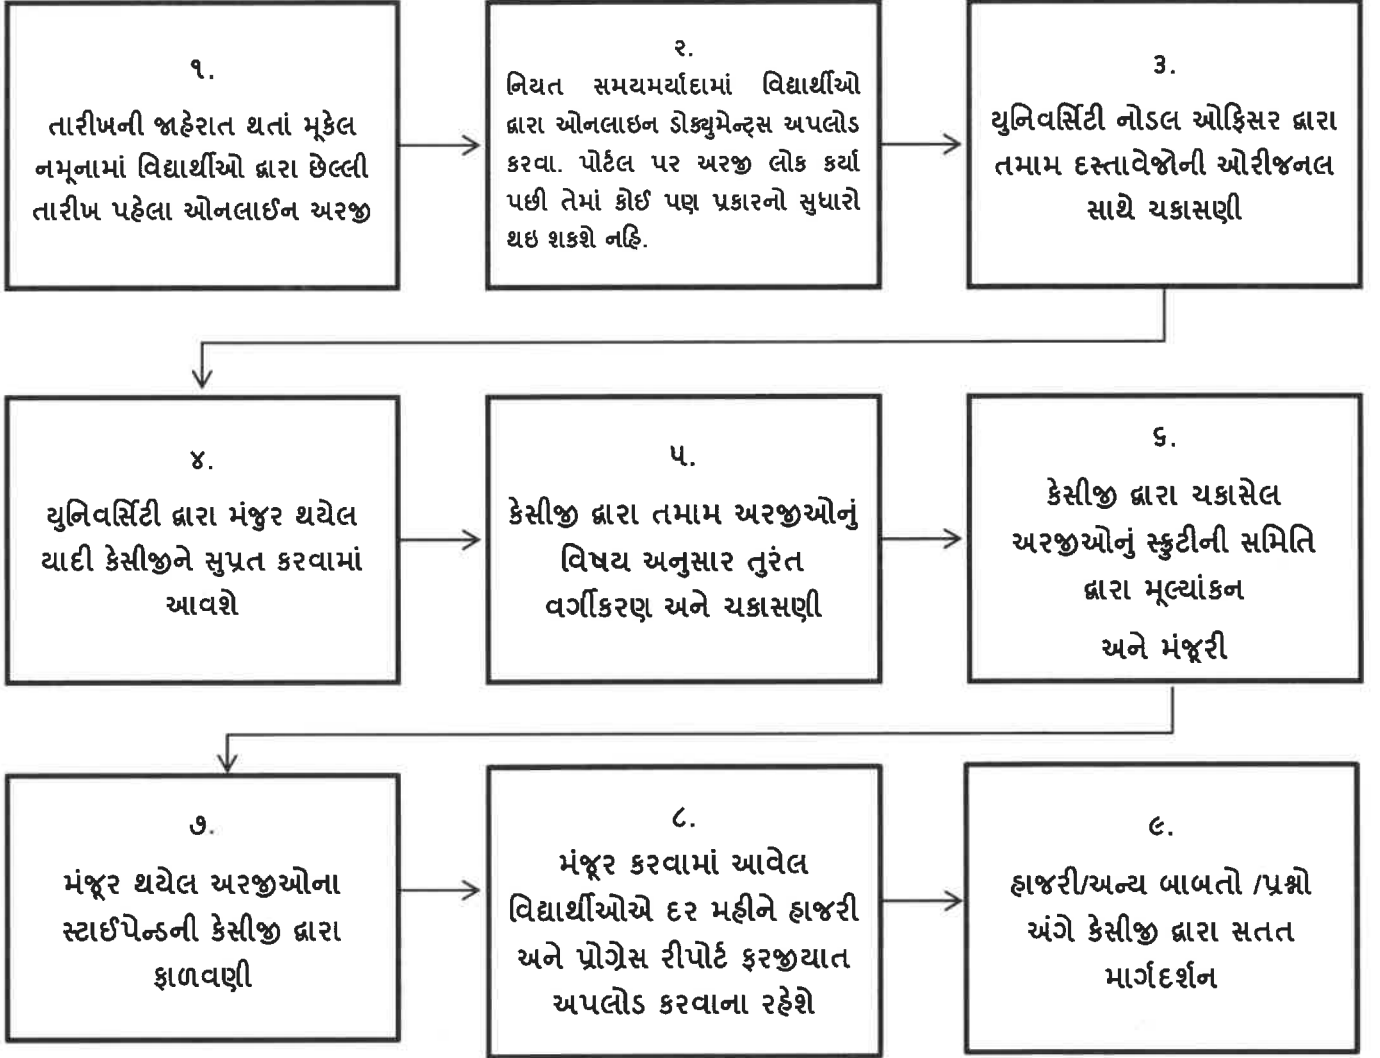 ૧.
તારીખની જાહેરાત થતાં મૂકેલ
નમૂનામાં વિદ્યાર્થીઓ દ્વારા છેલ્લી
તારીખ પહેલા ઓનલાઈન અરજી
૨.
નિયત સમયમર્યાદામાં વિદ્યાર્થીઓ
દ્વારા ઓનલાઇન ડોક્યુમેન્ટ્સ અપલોડ
કરવા. પોર્ટલ પર અરજી લોક કર્યા
પછી તેમાં કોઈ પણ પ્રકારનો સુધારો
થઇ શકશે નહિ.
૩.
યુનિવર્સિટી નોડલ ઓફિસર દ્વારા
તમામ દસ્તાવેજોની ઓરીજનલ
સાથે ચકાસણી
૪.
યુનિવર્સિટી દ્વારા મંજુર થયેલ
યાદી કેસીજીને સુપ્રત કરવામાં
આવશે
૫.
કેસીજી દ્વારા તમામ અરજીઓનું
વિષય અનુસાર તુરંત
વર્ગીકરણ અને ચકાસણી
૬.
કેસીજી દ્વારા ચકાસેલ
અરજીઓનું સ્ક્રુટીની સમિતિ
દ્વારા મૂલ્યાંકન
અને મંજૂરી
૭.
મંજૂર થયેલ અરજીઓના
સ્ટાઈપેન્ડની કેસીજી દ્વારા
ફાળવણી
૮.
મંજૂર કરવામાં આવેલ
વિદ્યાર્થીઓએ દર મહીને હાજરી
અને પ્રોગ્રેસ રીપોર્ટ ફરજીયાત
અપલોડ કરવાના રહેશે
૯.
હાજરી/અન્ય બાબતો /પ્રશ્નો
અંગે કેસીજી દ્વારા સતત
માર્ગદર્શન